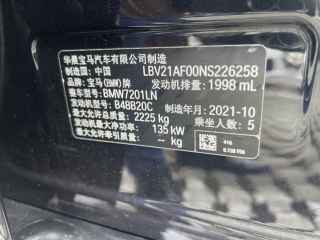 华晨宝马汽车有限公司制造
制造国：中国 LBV21AF00NS226258
品牌：宝马(BMW)牌 发动机排量：1998 mL
整车型号：BMW7201LN
发动机型号：B48B20C 制造年月：2021-10
最大允许总质量：2225 kg 乘坐人数：5
发动机最大净功率：135 kW
最大允许牵引质量：-- kg